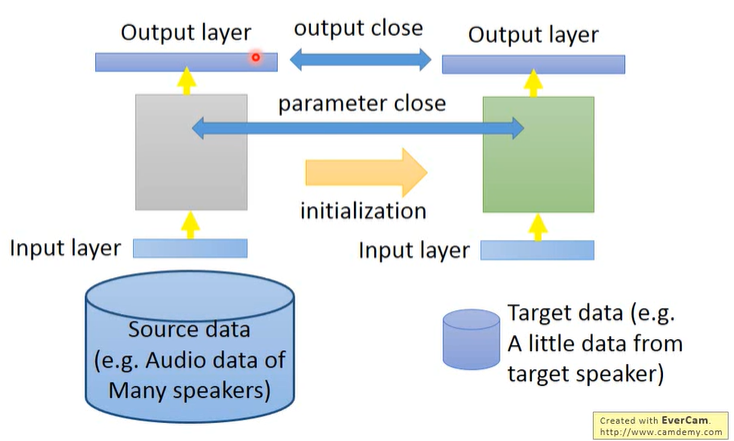 Output layer
output close
Output layer
parameter close
initialization
Input layer
Input layer
Source data
(e.g. Audio data of
Many speakers)
Target data (e.g.
A little data from
target speaker)
Created with EverCam.
http://www.camdemy.com